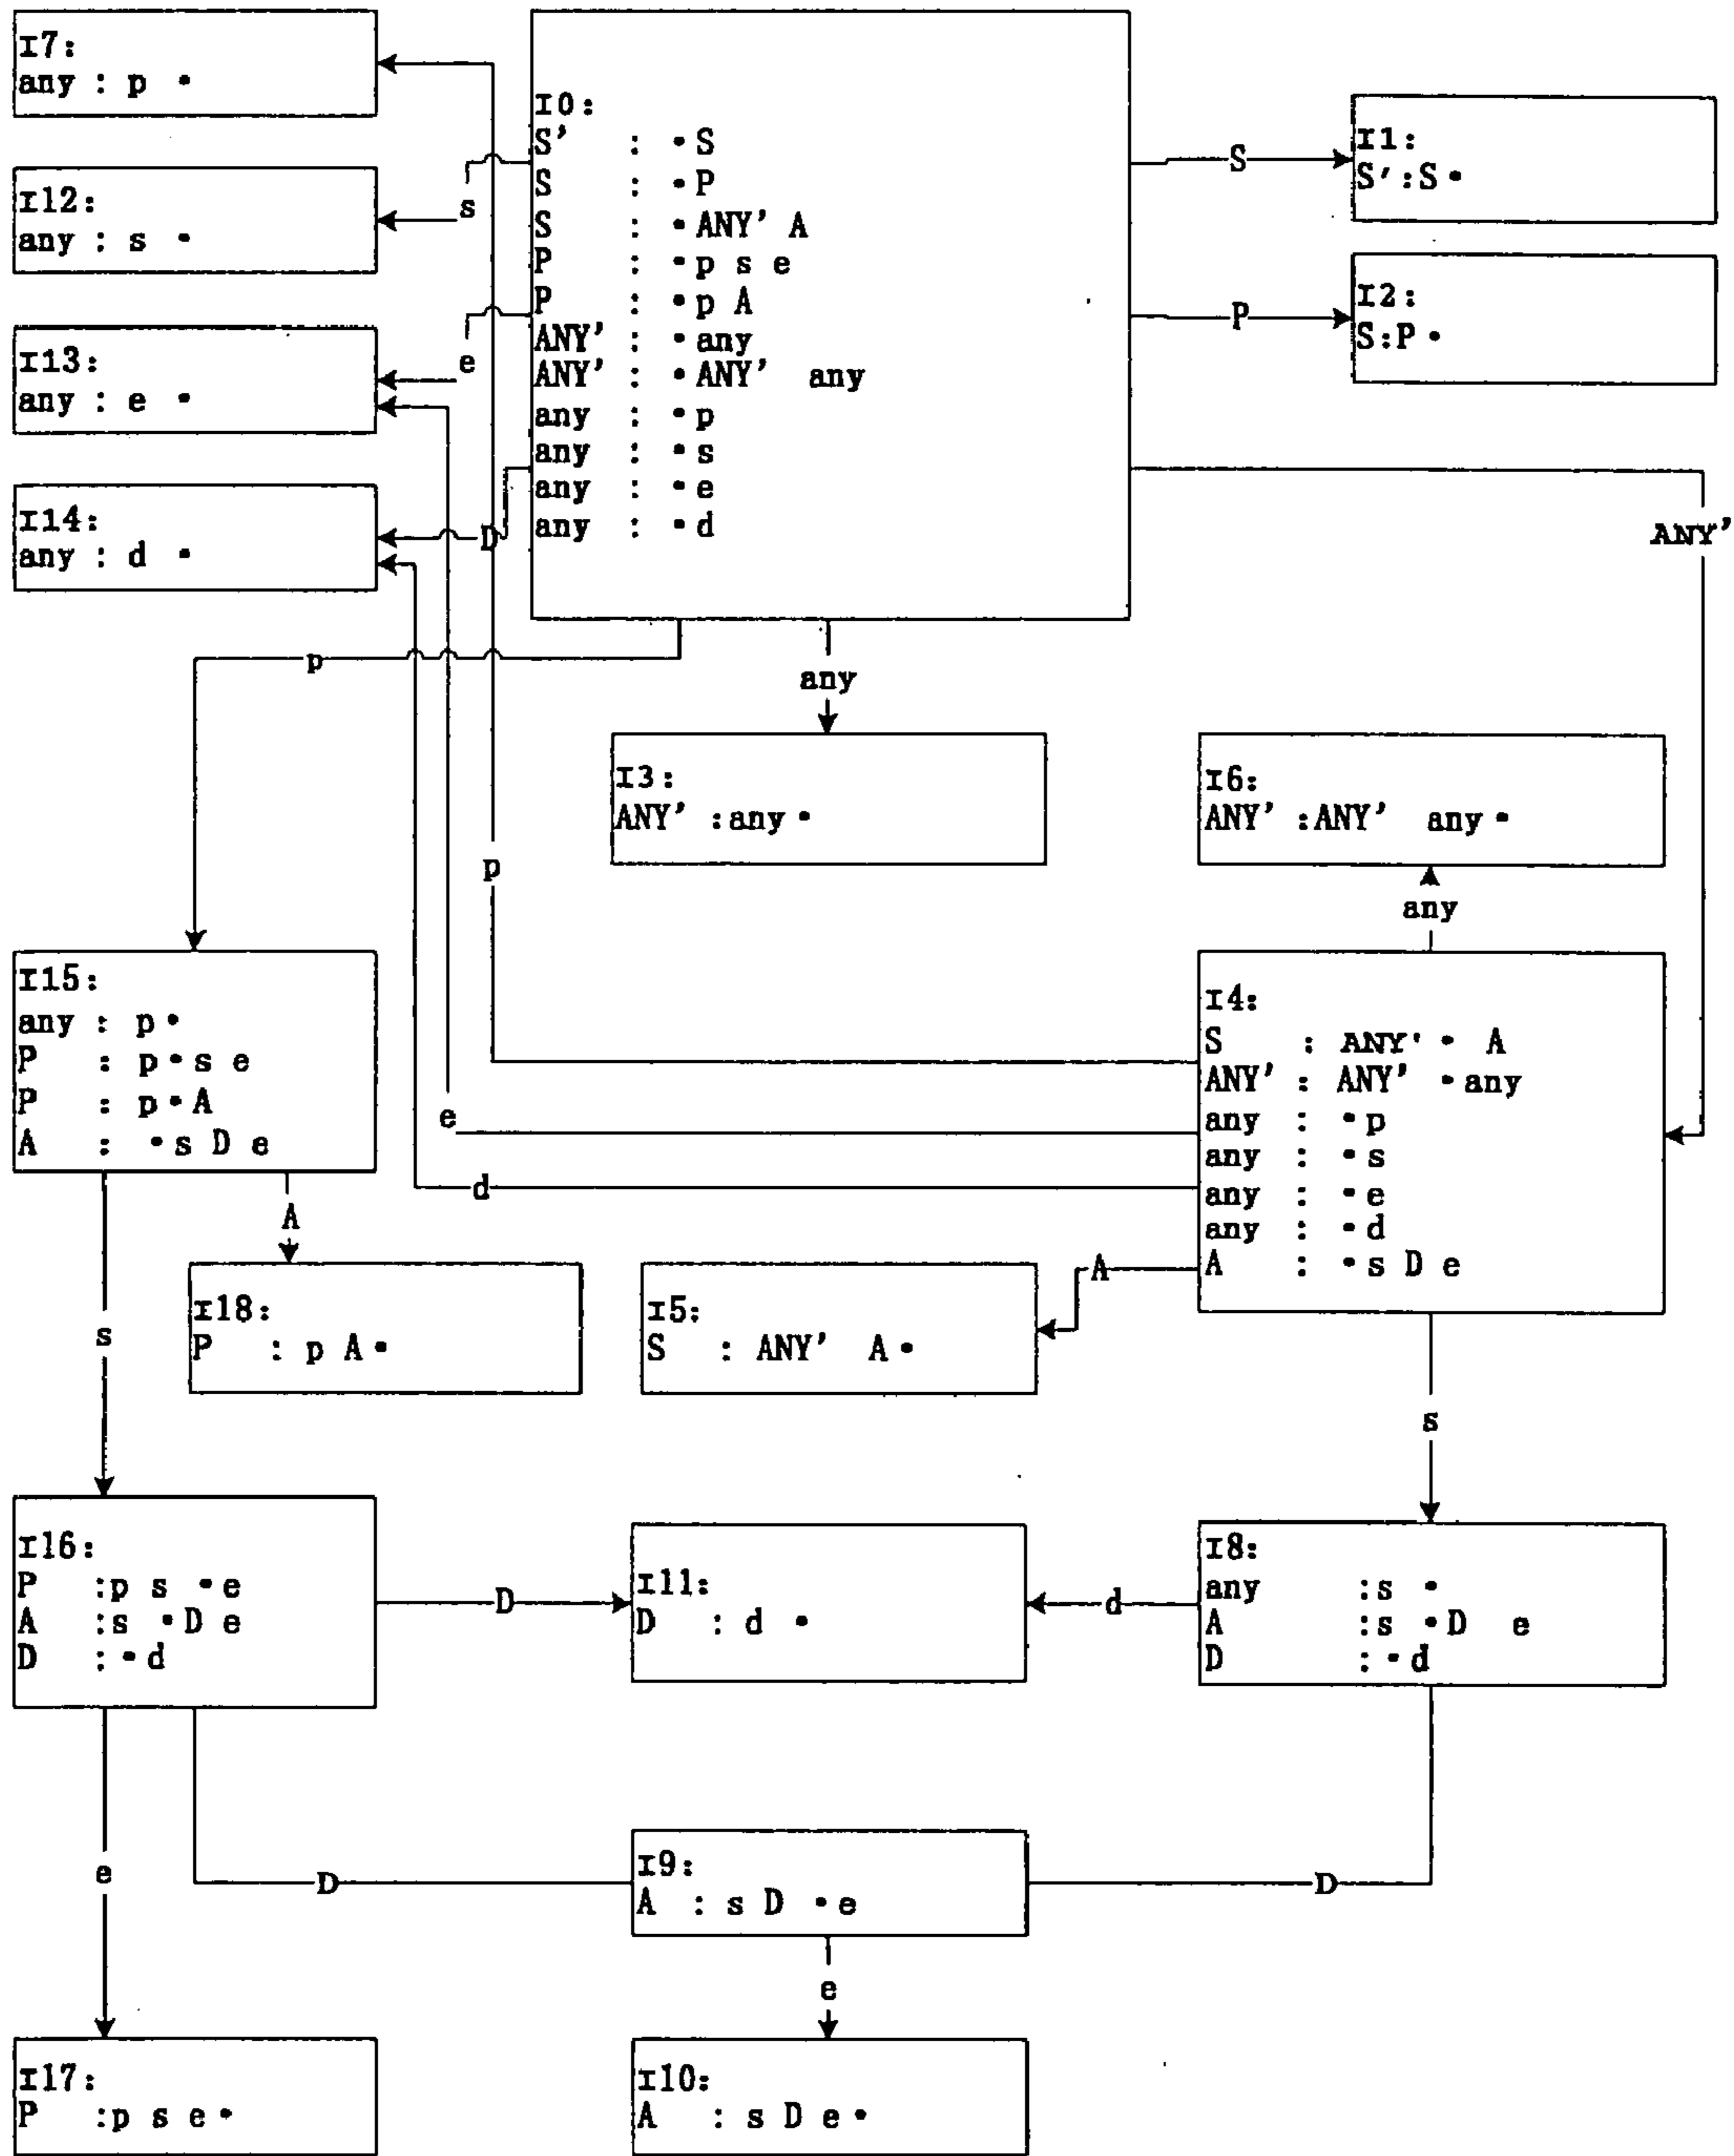 I7:
any : p •
I12:
any : s •
I13:
any : e •
I14:
any : d •
I0:
S' : •S
S : •P
S : •ANY' A
P : •p s e
P : •p A
ANY' : •any
ANY' : •ANY' any
any : •p
any : •s
any : •e
any : •d
I1:
S':S•
I2:
S:P•
S
P
s
e
D
ANY'
p
any
I3:
ANY' :any•
I6:
ANY' :ANY' any•
p
any
I15:
any : p•
P : p•s e
P : p•A
A : •s D e
I4:
S : ANY'• A
ANY' : ANY' •any
any : •p
any : •s
any : •e
any : •d
A : •s D e
e
d
A
A
s
I18:
P : p A•
I5:
S : ANY' A•
s
I16:
P :p s •e
A :s •D e
D :•d
D
I11:
D : d •
d
I8:
any :s •
A :s •D e
D :•d
e
D
I9:
A : s D •e
D
e
I17:
P :p s e•
I10:
A : s D e•